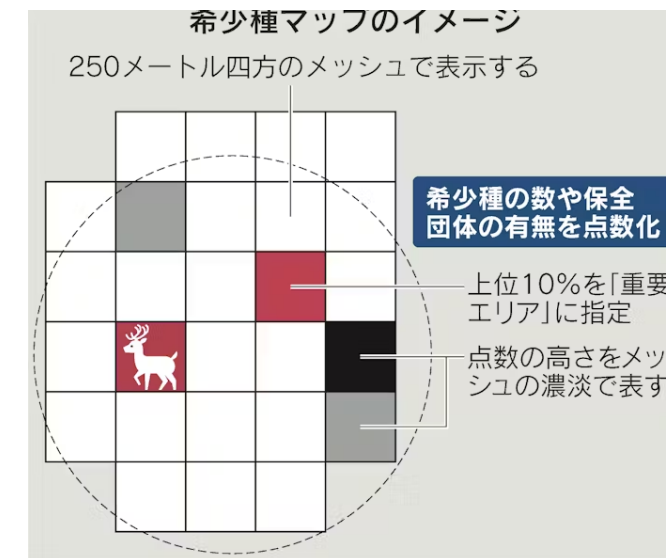 希少種マップのイメージ
250メートル四方のメッシュで表示する
希少種の数や保全
団体の有無を点数化
上位10%を「重要
エリア」に指定
点数の高さをメッ
シュの濃淡で表す